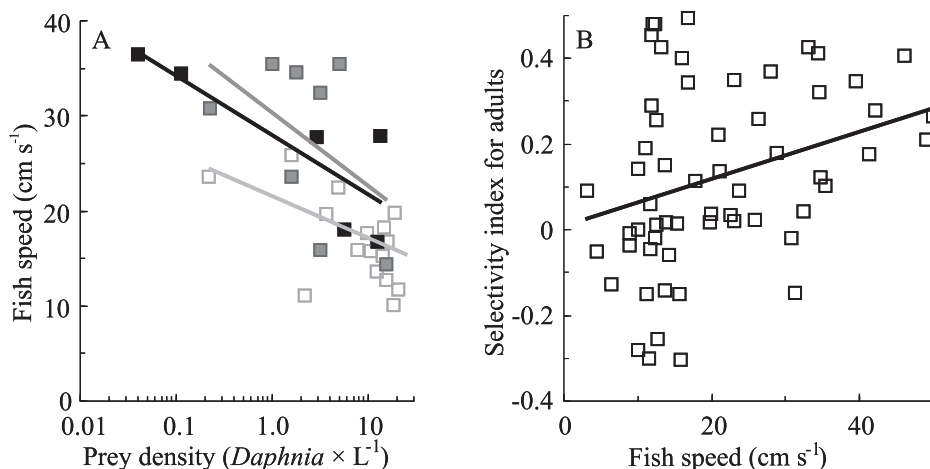 A
Fish speed (cm s-1)
40
30
20
10
0
0.01
0.1
1.0
10
Prey density (Daphnia × L-1)
B
Selectivity index for adults
0.4
0.2
0
-0.2
-0.4
0
20
40
Fish speed (cm s-1)